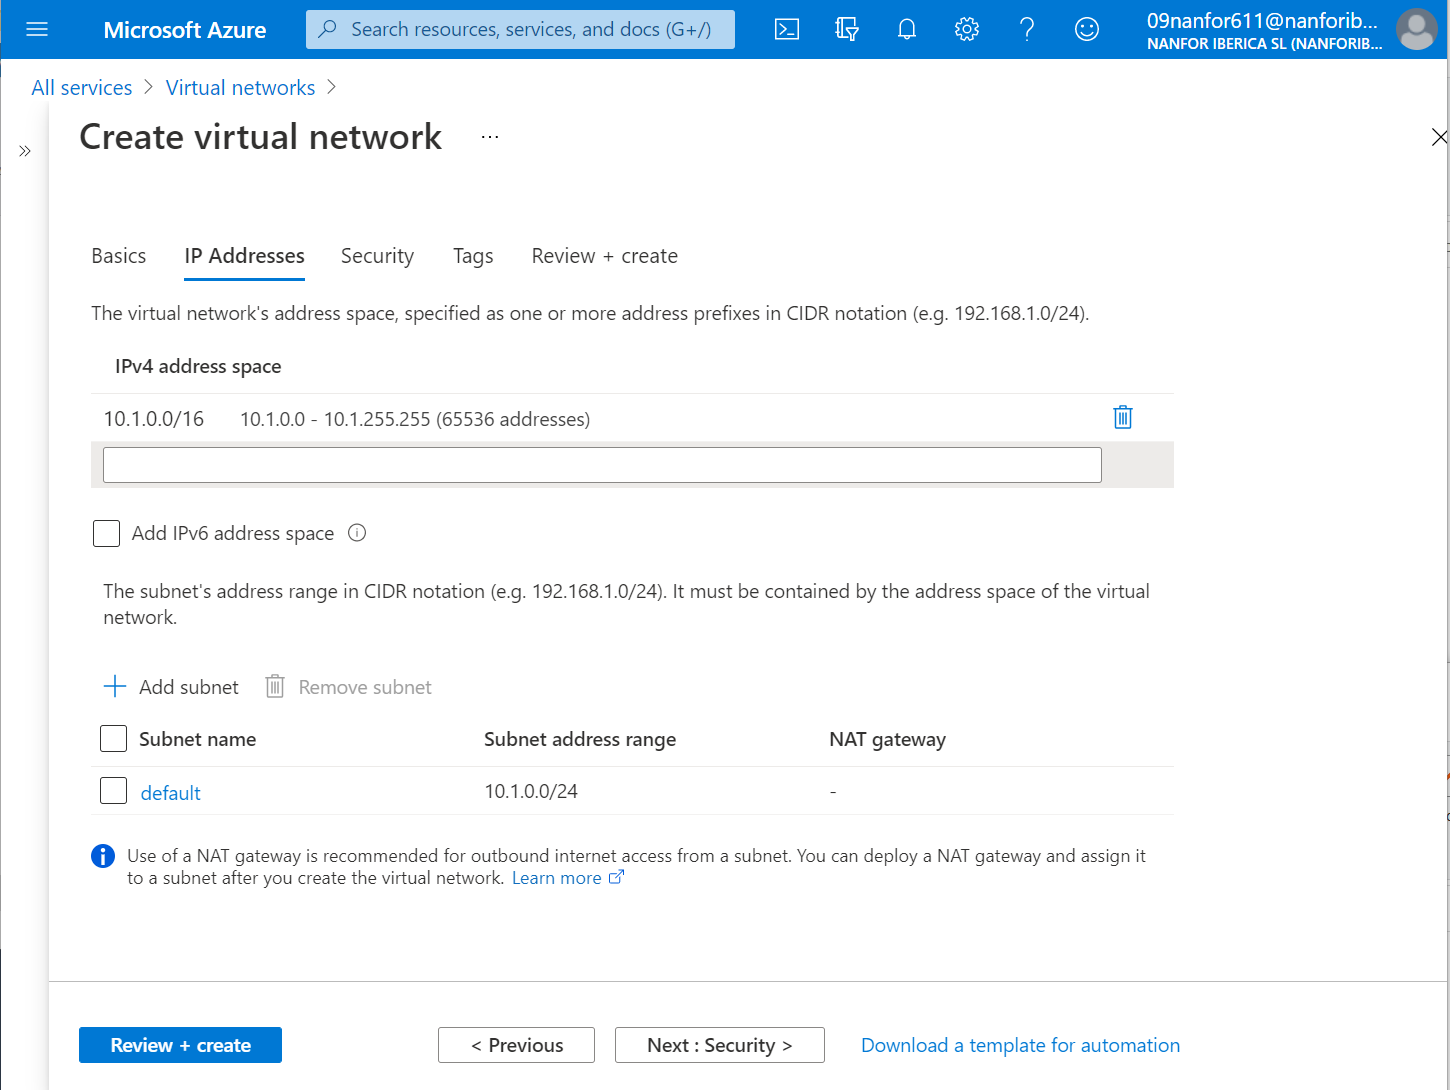 Microsoft Azure
Search resources, services, and docs (G+/)
09nanfor611@nanforib...
NANFOR IBERICA SL (NANFORIB...
All services > Virtual networks >
Create virtual network ...
Basics IP Addresses Security Tags Review + create
The virtual network's address space, specified as one or more address prefixes in CIDR notation (e.g. 192.168.1.0/24).
IPv4 address space
10.1.0.0/16 10.1.0.0 - 10.1.255.255 (65536 addresses)
Add IPv6 address space
The subnet's address range in CIDR notation (e.g. 192.168.1.0/24). It must be contained by the address space of the virtual
network.
Add subnet Remove subnet
Subnet name Subnet address range NAT gateway
default 10.1.0.0/24 -
Use of a NAT gateway is recommended for outbound internet access from a subnet. You can deploy a NAT gateway and assign it
to a subnet after you create the virtual network. Learn more
Review + create < Previous Next : Security > Download a template for automation